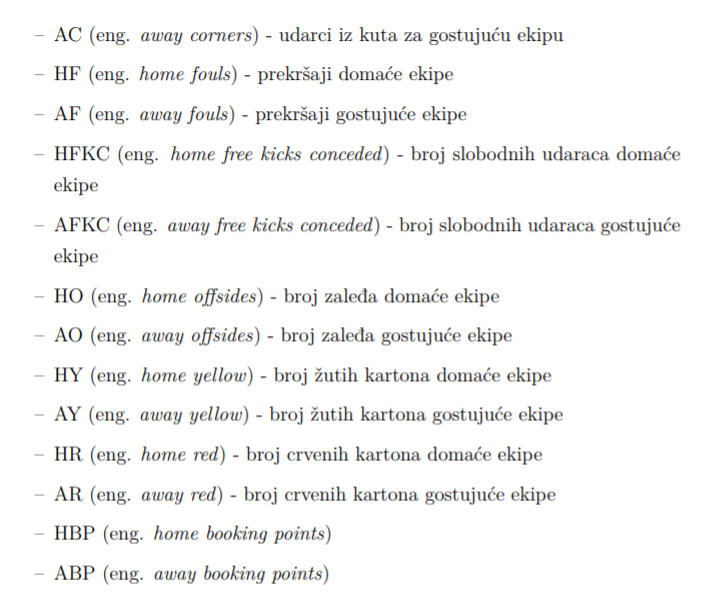 – AC (eng. away corners) - udarci iz kuta za gostujuću ekipu
– HF (eng. home fouls) - prekršaji domaće ekipe
– AF (eng. away fouls) - prekršaji gostujuće ekipe
– HFKC (eng. home free kicks conceded) - broj slobodnih udaraca domaće
ekipe
– AFKC (eng. away free kicks conceded) - broj slobodnih udaraca gostujuće
ekipe
– HO (eng. home offsides) - broj zaleđa domaće ekipe
– AO (eng. away offsides) - broj zaleđa gostujuće ekipe
– HY (eng. home yellow) - broj žutih kartona domaće ekipe
– AY (eng. away yellow) - broj žutih kartona gostujuće ekipe
– HR (eng. home red) - broj crvenih kartona domaće ekipe
– AR (eng. away red) - broj crvenih kartona gostujuće ekipe
– HBP (eng. home booking points)
– ABP (eng. away booking points)